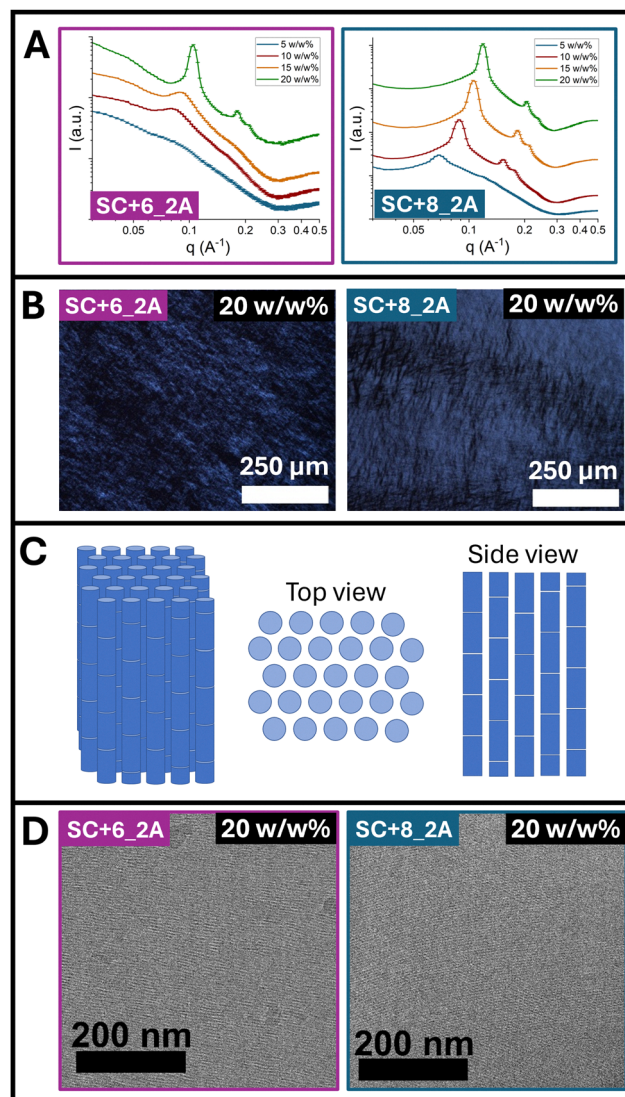 A
I (a.u.)
5 w/w%
10 w/w%
15 w/w%
20 w/w%
SC+6_2A
0.05 0.1 0.2 0.3 0.4 0.5
q (A⁻¹)
I (a.u.)
5 w/w%
10 w/w%
15 w/w%
20 w/w%
SC+8_2A
0.05 0.1 0.2 0.3 0.4 0.5
q (A⁻¹)
B
SC+6_2A 20 w/w%
250 µm
SC+8_2A 20 w/w%
250 µm
C
Top view
Side view
D
SC+6_2A 20 w/w%
200 nm
SC+8_2A 20 w/w%
200 nm